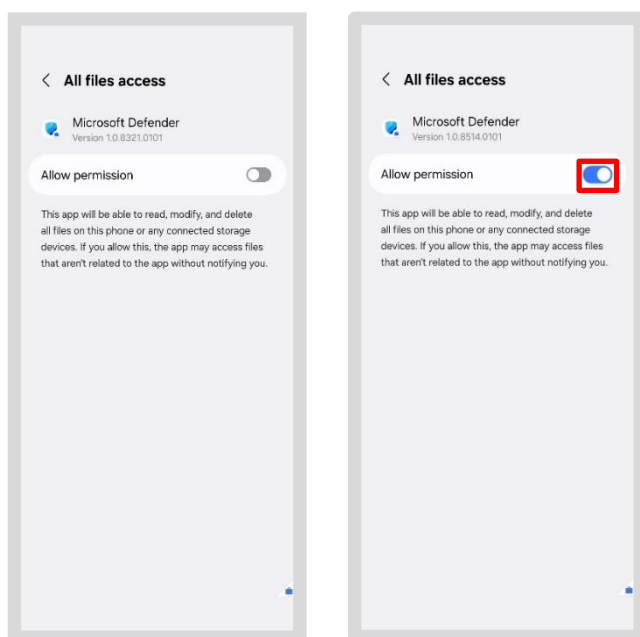 All files access
Microsoft Defender
Version 1.0.8321.0101
Allow permission
This app will be able to read, modify, and delete
all files on this phone or any connected storage
devices. If you allow this, the app may access files
that aren't related to the app without notifying you.
All files access
Microsoft Defender
Version 1.0.8514.0101
Allow permission
This app will be able to read, modify, and delete
all files on this phone or any connected storage
devices. If you allow this, the app may access files
that aren't related to the app without notifying you.